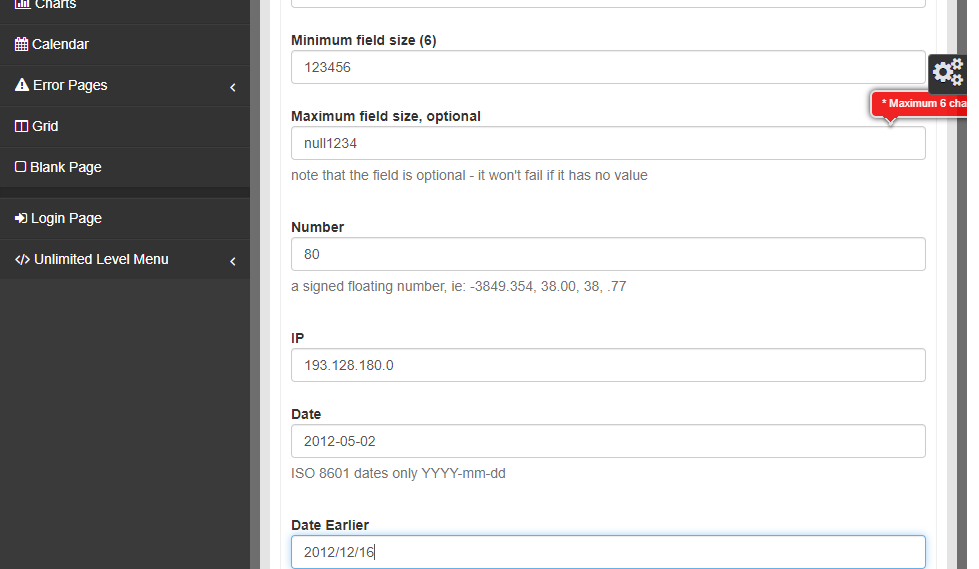 Charts
Calendar
Error Pages
Grid
Blank Page
Login Page
Unlimited Level Menu
Minimum field size (6)
123456
* Maximum 6 cha
Maximum field size, optional
null1234
note that the field is optional - it won't fail if it has no value
Number
80
a signed floating number, ie: -3849.354, 38.00, 38, .77
IP
193.128.180.0
Date
2012-05-02
ISO 8601 dates only YYYY-mm-dd
Date Earlier
2012/12/16